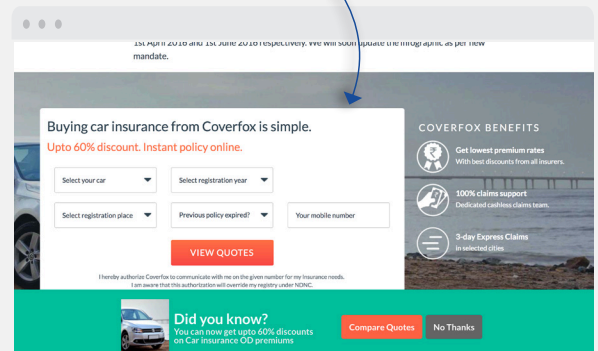 1st April 2016 and 1st June 2016 respectively. We will soon update the infographic as per new
mandate.
Buying car insurance from Coverfox is simple.
Upto 60% discount. Instant policy online.
Select your car
Select registration year
Select registration place
Previous policy expired?
Your mobile number
VIEW QUOTES
I hereby authorize Coverfox to communicate with me on the given number for my Insurance needs.
I am aware that this authorization will override my registry under NDNC.
COVERFOX BENEFITS
Get lowest premium rates
With best discounts from all insurers.
100% claims support
Dedicated cashless claims team.
3-day Express Claims
in selected cities
Did you know?
You can now get upto 60% discounts
on Car insurance OD premiums
Compare Quotes
No Thanks